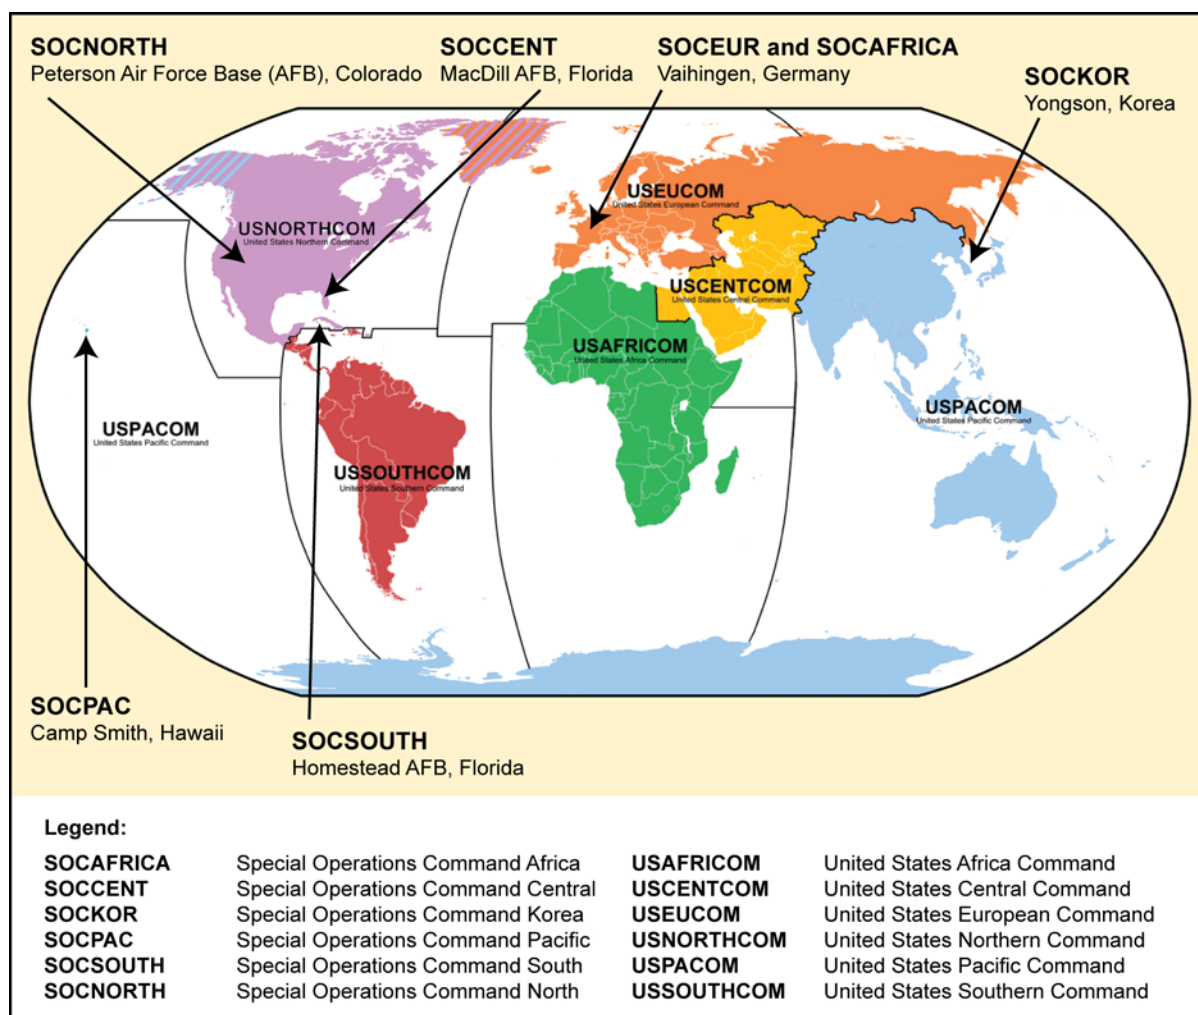 SOCNORTH
Peterson Air Force Base (AFB), Colorado
SOCCENT
MacDill AFB, Florida
SOCEUR and SOCAFRICA
Vaihingen, Germany
SOCKOR
Yongson, Korea
USNORTHCOM
United States Northern Command
USEUCOM
United States European Command
USCENTCOM
United States Central Command
USAFRICOM
United States Africa Command
USPACOM
United States Pacific Command
USPACOM
United States Pacific Command
USSOUTHCOM
United States Southern Command
SOCPAC
Camp Smith, Hawaii
SOCSOUTH
Homestead AFB, Florida
Legend:
SOCAFRICA Special Operations Command Africa USAFRICOM United States Africa Command
SOCCENT Special Operations Command Central USCENTCOM United States Central Command
SOCKOR Special Operations Command Korea USEUCOM United States European Command
SOCPAC Special Operations Command Pacific USNORTHCOM United States Northern Command
SOCSOUTH Special Operations Command South USPACOM United States Pacific Command
SOCNORTH Special Operations Command North USSOUTHCOM United States Southern Command